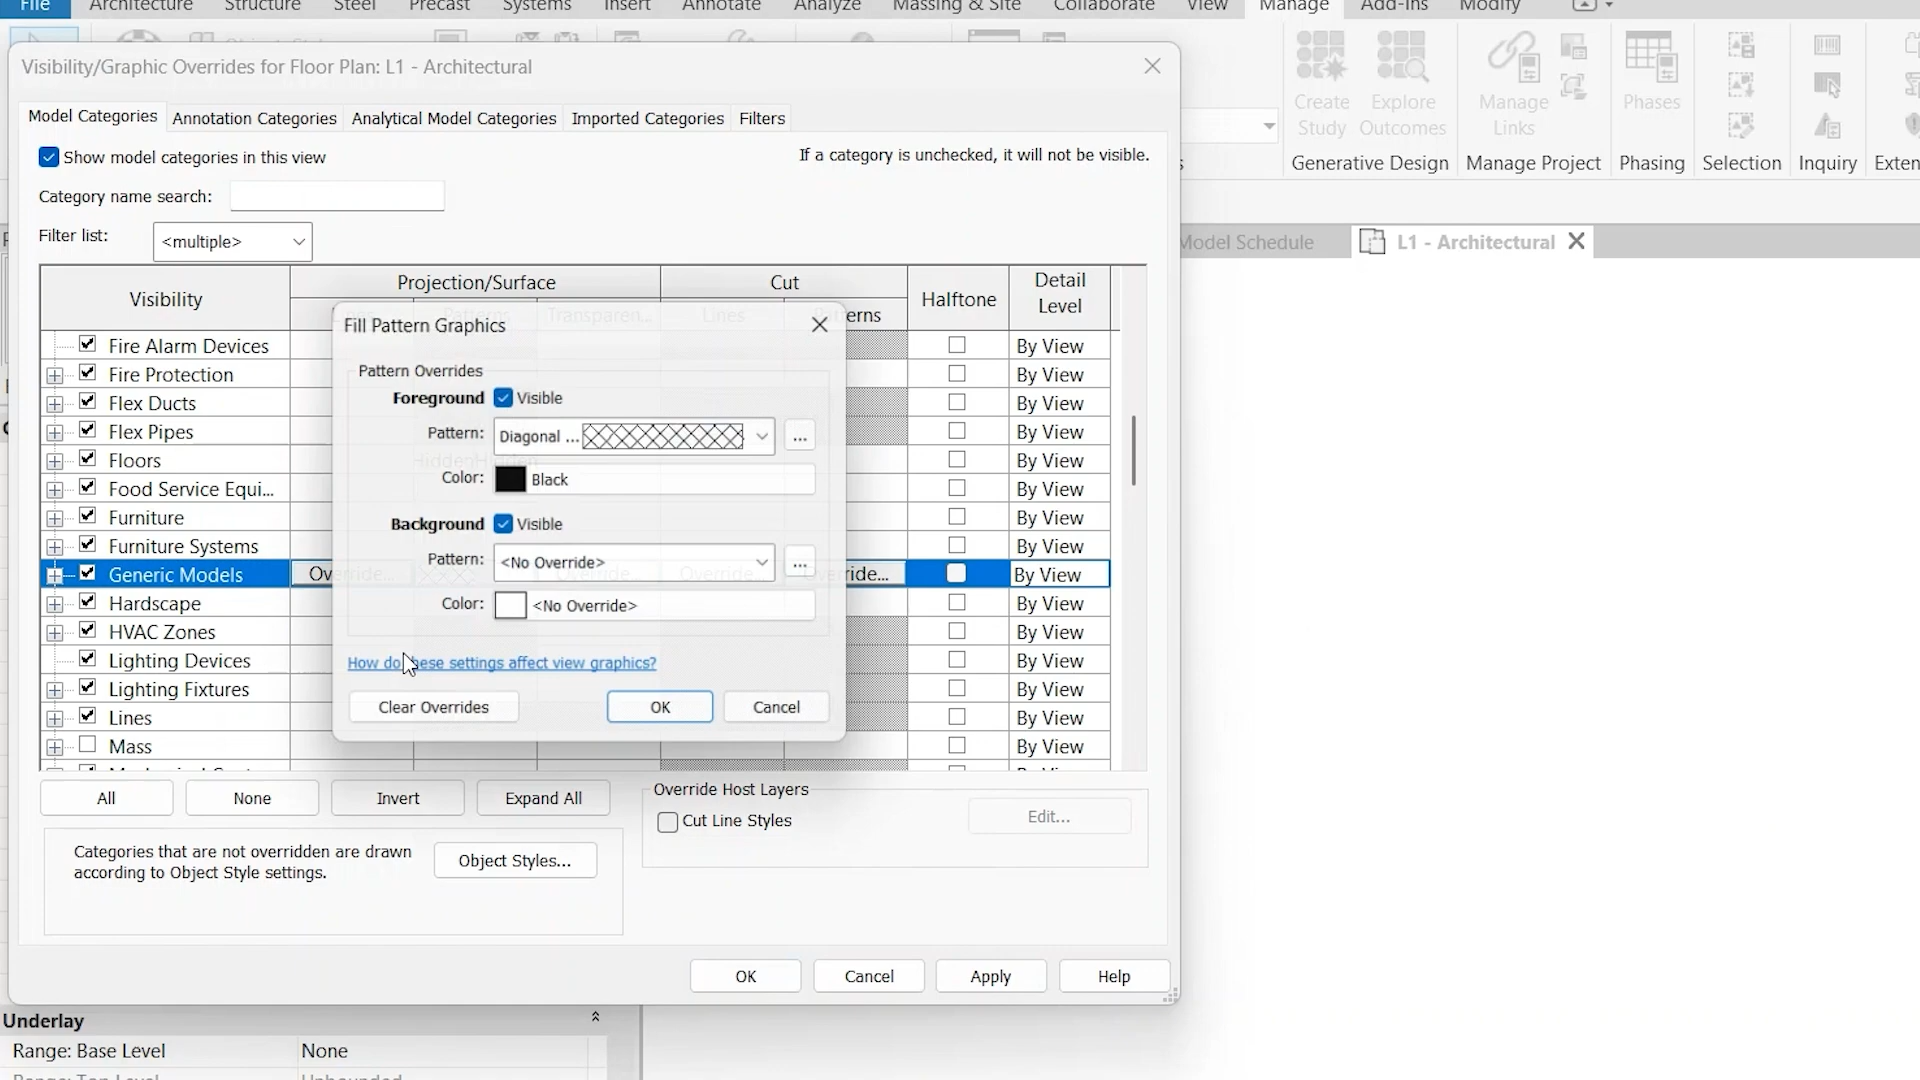 File Architecture Structure Steel Precast Systems Insert Annotate Analyze Massing & Site Collaborate View Manage Add-Ins Modify
Visibility/Graphic Overrides for Floor Plan: L1 - Architectural
Create Study
Explore Outcomes
Manage Links
Phases
Generative Design Manage Project Phasing Selection Inquiry
Model Schedule L1 - Architectural
Model Categories Annotation Categories Analytical Model Categories Imported Categories Filters
Show model categories in this view
If a category is unchecked, it will not be visible.
Category name search:
Filter list: <multiple>
Visibility Projection/Surface Cut Halftone Detail Level
Lines Patterns Transparen... Lines
Fire Alarm Devices By View
Fire Protection By View
Flex Ducts By View
Flex Pipes By View
Floors By View
Food Service Equi... By View
Furniture By View
Furniture Systems By View
Generic Models Override... Override... Override... By View
Hardscape By View
HVAC Zones By View
Lighting Devices By View
Lighting Fixtures By View
Lines By View
Mass By View
Fill Pattern Graphics
Pattern Overrides
Foreground Visible
Pattern: Diagonal ... ...
Color: Black
Background Visible
Pattern: <No Override> ...
Color: <No Override>
How do these settings affect view graphics?
Clear Overrides OK Cancel
All None Invert Expand All
Override Host Layers
Cut Line Styles Edit...
Categories that are not overridden are drawn
according to Object Style settings.
Object Styles...
OK Cancel Apply Help
Underlay
Range: Base Level None